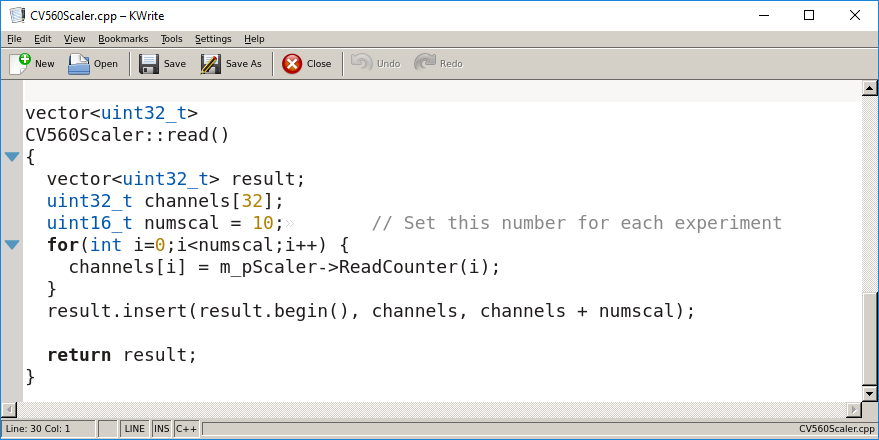 CV560Scaler.cpp – KWrite
File Edit View Bookmarks Tools Settings Help
New Open Save Save As Close Undo Redo
vector<uint32_t>
CV560Scaler::read()
{
  vector<uint32_t> result;
  uint32_t channels[32];
  uint16_t numscal = 10;»       // Set this number for each experiment
  for(int i=0;i<numscal;i++) {
    channels[i] = m_pScaler->ReadCounter(i);
  }
  result.insert(result.begin(), channels, channels + numscal);
  return result;
}
Line: 30 Col: 1 LINE INS C++ CV560Scaler.cpp